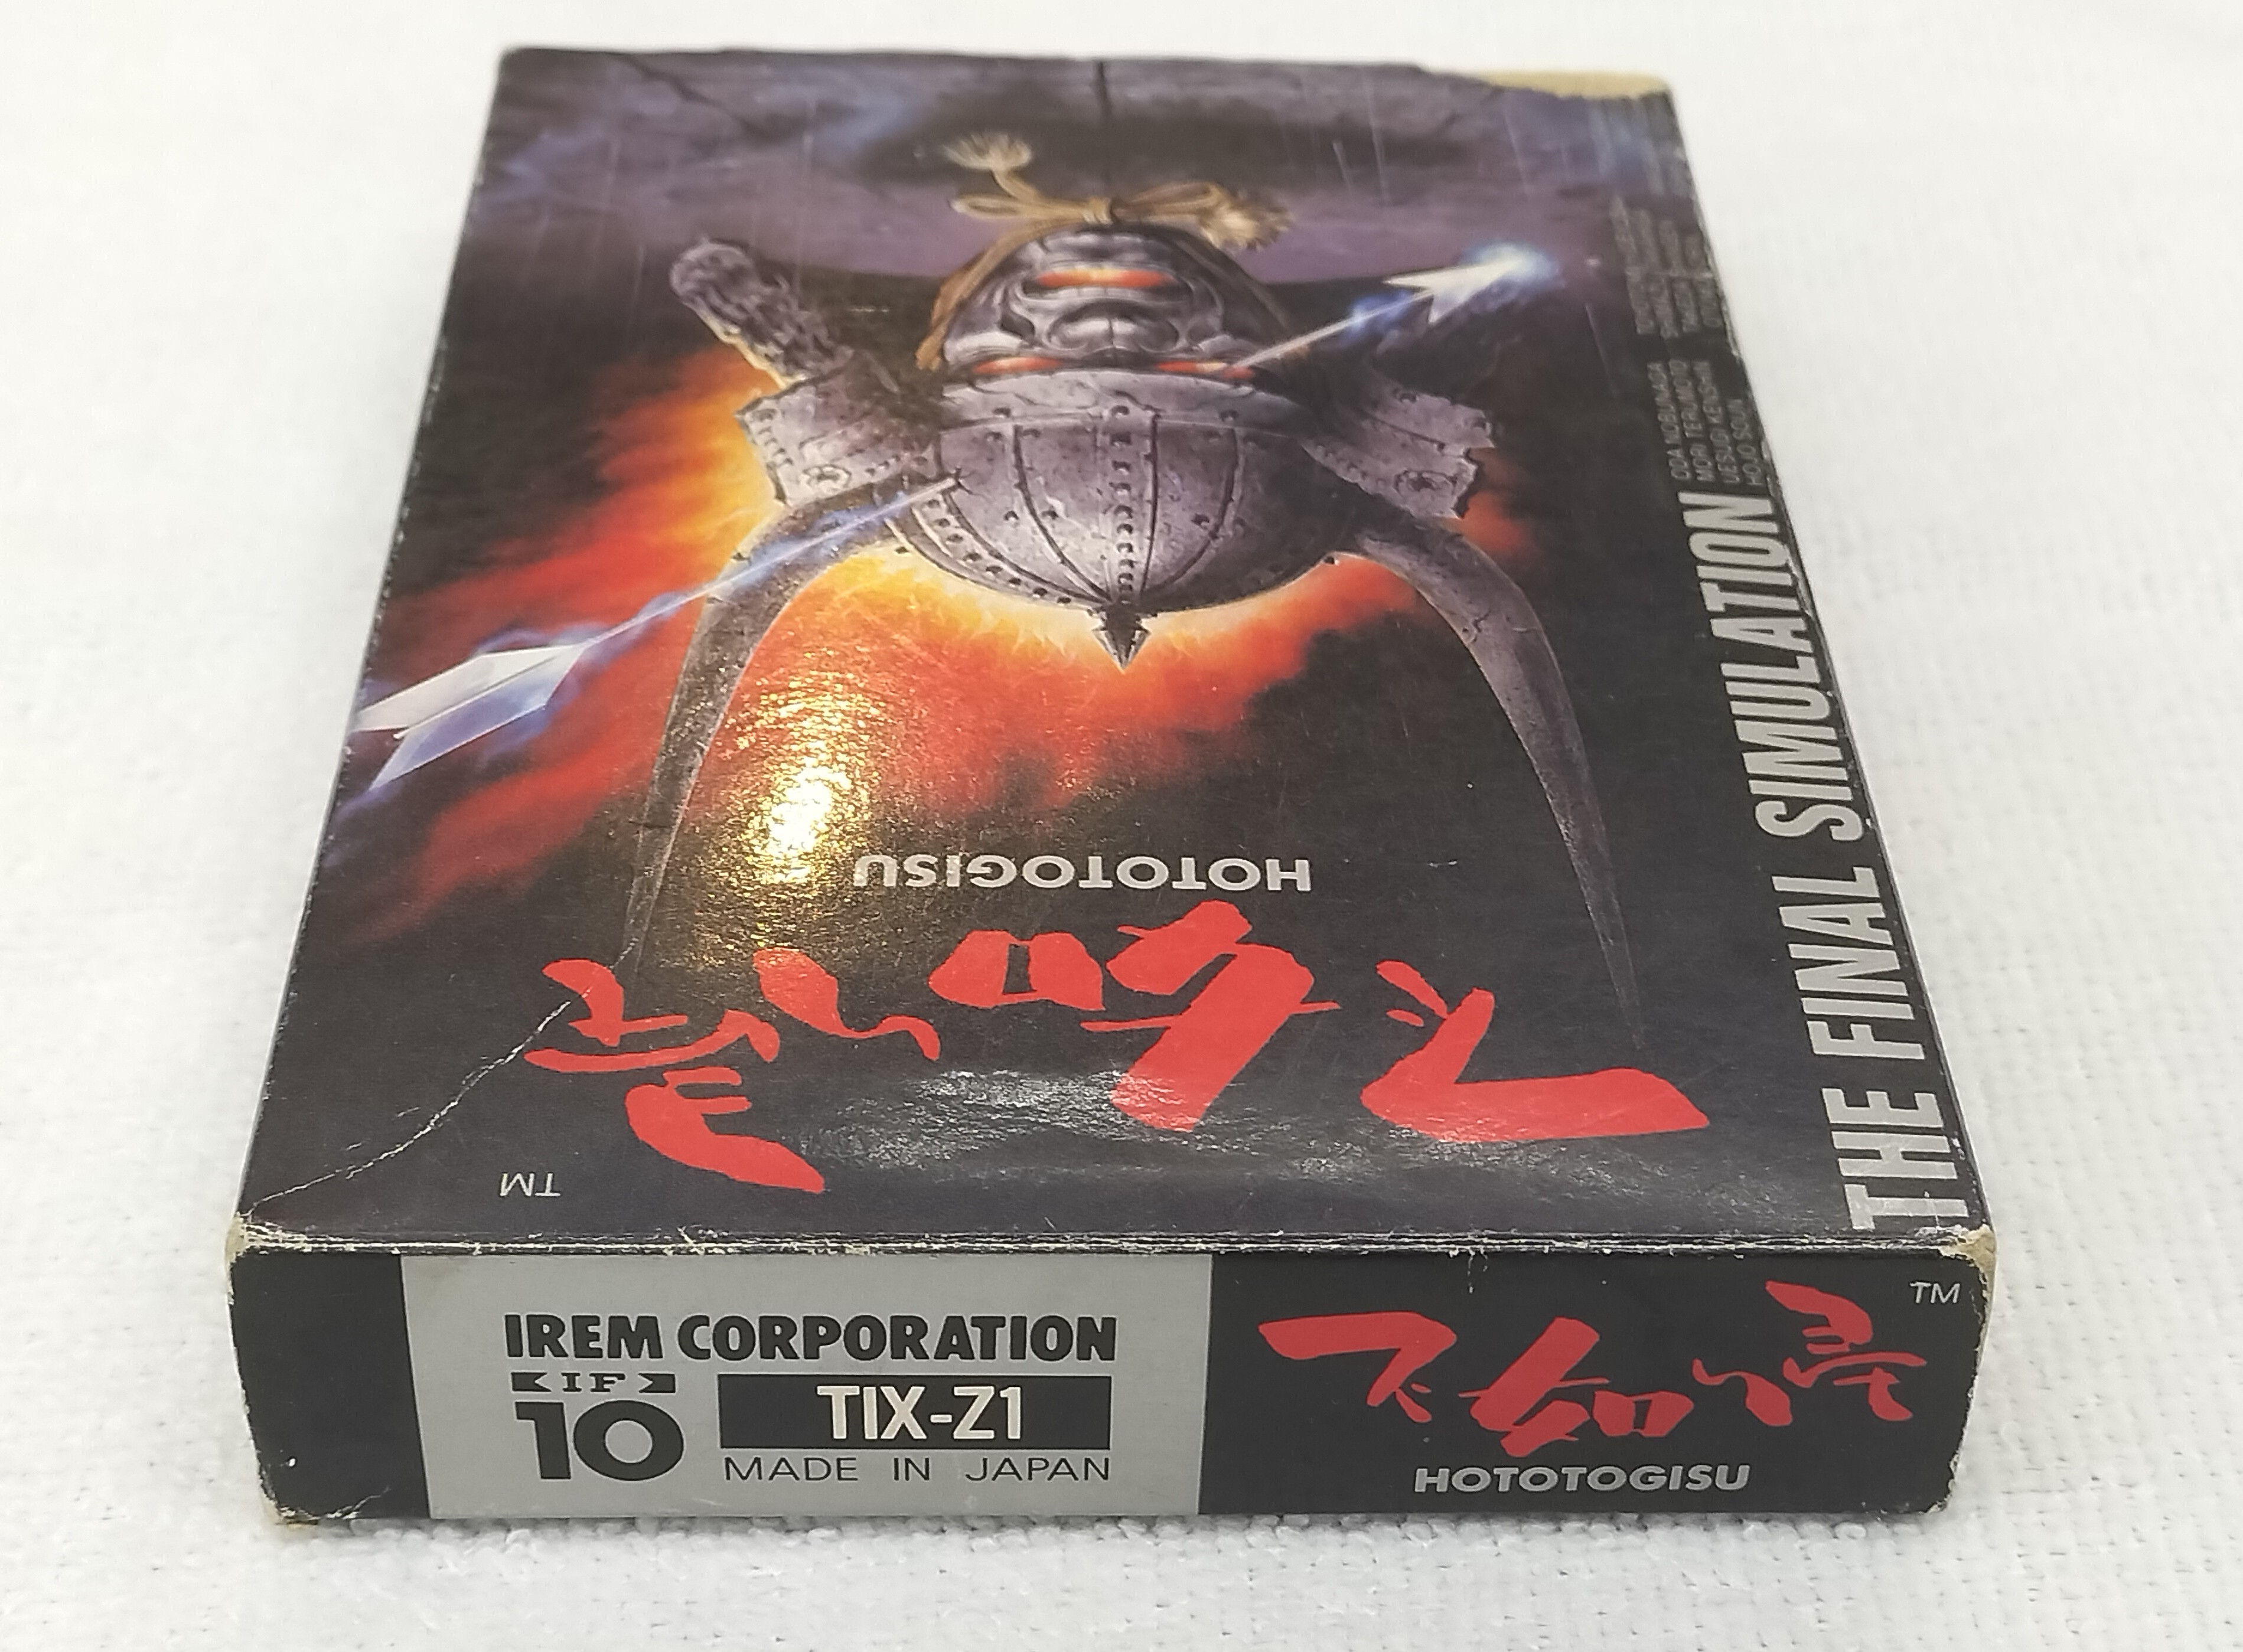 不如帰
TM
HOTOTOGISU
THE FINAL SIMULATION
ODA NOBUNAGA
MORI TERUMOTO
UESUGI KENSHIN
HOJO SOUN
IREM CORPORATION
IF
10
TIX-Z1
MADE IN JAPAN
不如帰
TM
HOTOTOGISU